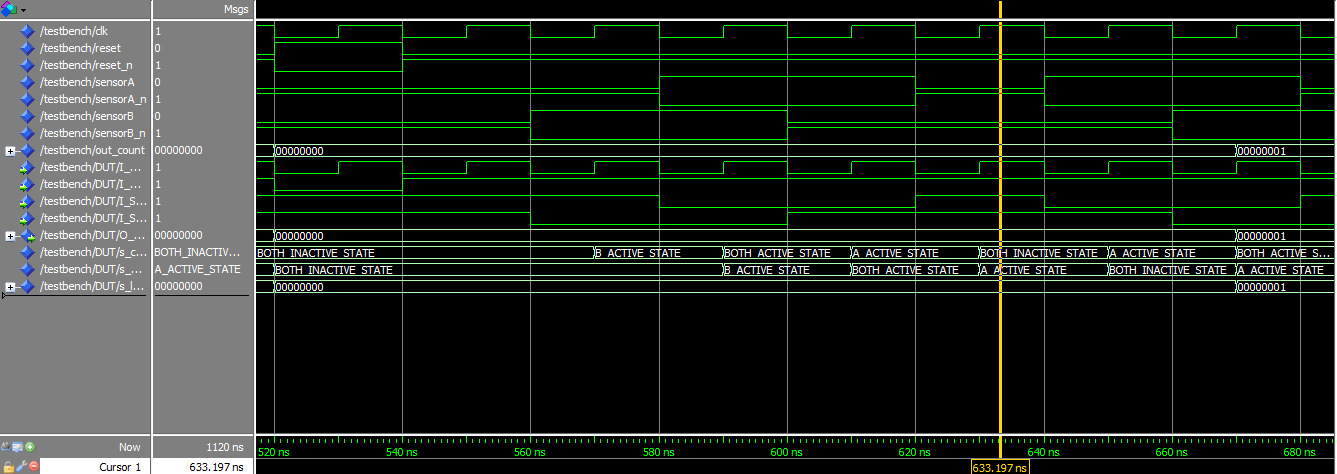 Msgs
/testbench/clk 1
/testbench/reset 0
/testbench/reset_n 1
/testbench/sensorA 0
/testbench/sensorA_n 1
/testbench/sensorB 0
/testbench/sensorB_n 1
/testbench/out_count 00000000 00000000 00000001
/testbench/DUT/I_... 1
/testbench/DUT/I_... 1
/testbench/DUT/I_S... 1
/testbench/DUT/I_S... 1
/testbench/DUT/O_... 00000000 00000000 00000001
/testbench/DUT/s_c... BOTH_INACTIV... BOTH_INACTIVE_STATE B_ACTIVE_STATE BOTH_ACTIVE_STATE A_ACTIVE_STATE BOTH_INACTIVE_STATE A_ACTIVE_STATE BOTH_ACTIVE_S...
/testbench/DUT/s_... A_ACTIVE_STATE BOTH_INACTIVE_STATE B_ACTIVE_STATE BOTH_ACTIVE_STATE A_ACTIVE_STATE BOTH_INACTIVE_STATE A_ACTIVE_STATE
/testbench/DUT/s_l... 00000000 00000000 00000001
Now 1120 ns 520 ns 540 ns 560 ns 580 ns 600 ns 620 ns 640 ns 660 ns 680 ns
Cursor 1 633.197 ns 633.197 ns